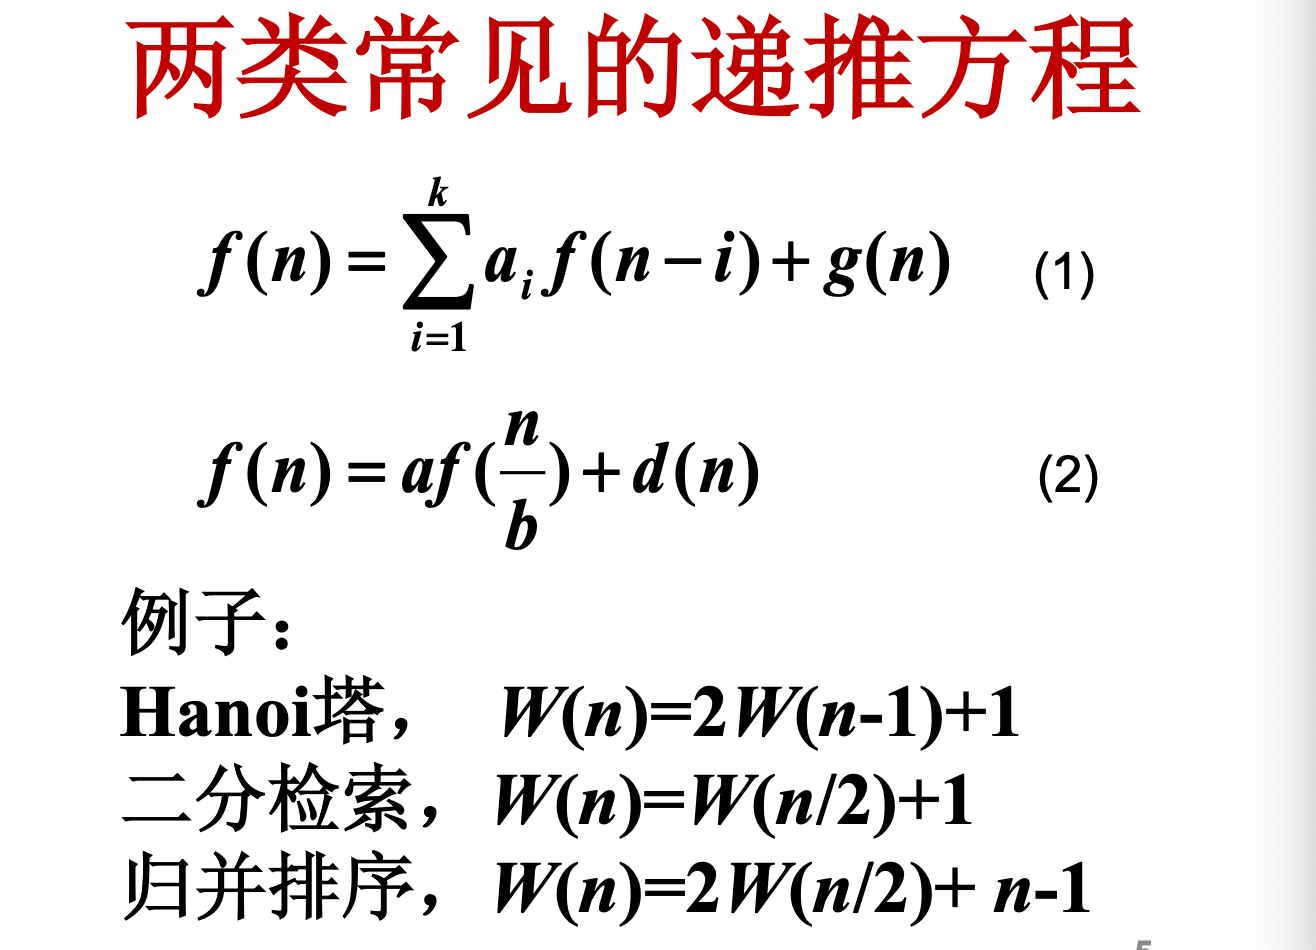 两类常见的递推方程
f(n) = \sum_{i=1}^{k} a_i f(n-i) + g(n) (1)
f(n) = af(\frac{n}{b}) + d(n) (2)
例子：
Hanoi塔， W(n)=2W(n-1)+1
二分检索，W(n)=W(n/2)+1
归并排序，W(n)=2W(n/2)+ n-1